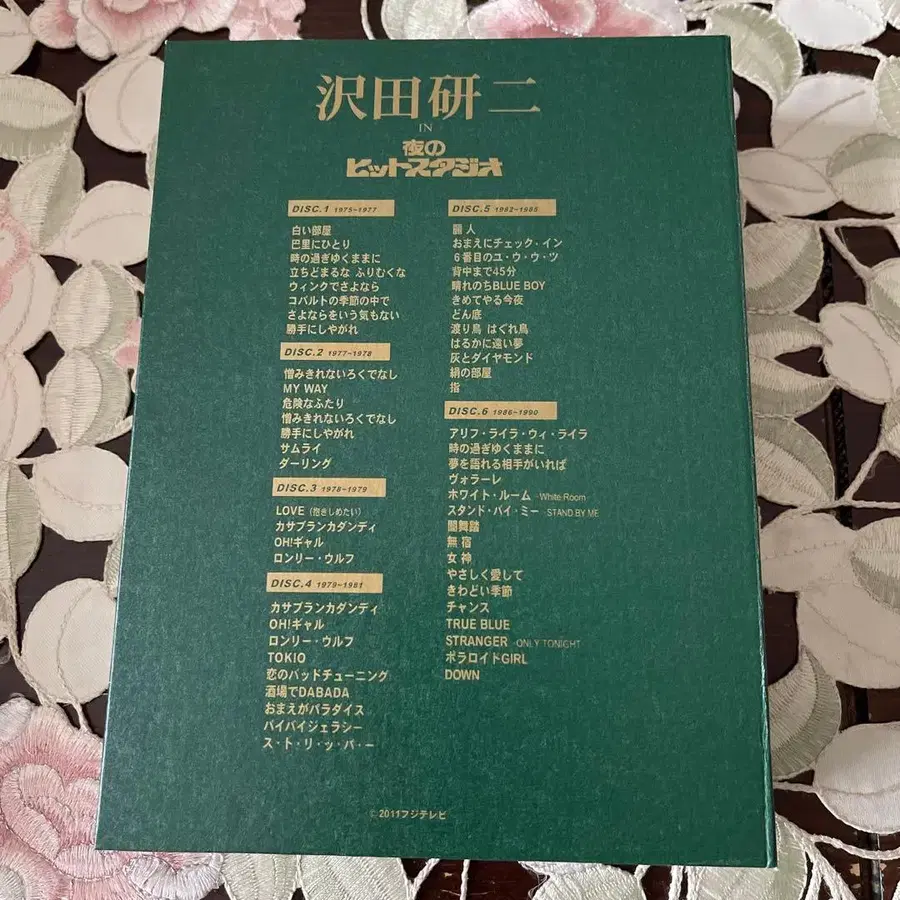 沢田研二
IN
夜の
ヒットスタジオ
DISC.1 1975~1977
白い部屋
巴里にひとり
時の過ぎゆくままに
立ちどまるな ふりむくな
ウィンクでさよなら
コバルトの季節の中で
さよならをいう気もない
勝手にしやがれ
DISC.2 1977~1978
憎みきれないろくでなし
MY WAY
危険なふたり
憎みきれないろくでなし
勝手にしやがれ
サムライ
ダーリング
DISC.3 1978~1979
LOVE (抱きしめたい)
カサブランカダンディ
OH!ギャル
ロンリー・ウルフ
DISC.4 1979~1981
カサブランカダンディ
OH!ギャル
ロンリー・ウルフ
TOKIO
恋のバッドチューニング
酒場でDABADA
おまえがパラダイス
バイバイジェラシー
ス・ト・リ・ッ・パ・ー
DISC.5 1982~1985
麗人
おまえにチェック・イン
6番目のユ・ウ・ウ・ツ
背中まで45分
晴れのちBLUE BOY
きめてやる今夜
どん底
渡り鳥 はぐれ鳥
はるかに遠い夢
灰とダイヤモンド
絹の部屋
指
DISC.6 1986~1990
アリフ・ライラ・ウィ・ライラ
時の過ぎゆくままに
夢を語れる相手がいれば
ヴォラーレ
ホワイト・ルーム -White Room
スタンド・バイ・ミー -STAND BY ME
闇舞踏
無宿
女神
やさしく愛して
きわどい季節
チャンス
TRUE BLUE
STRANGER -ONLY TONIGHT
ポラロイドGIRL
DOWN
©2011フジテレビ